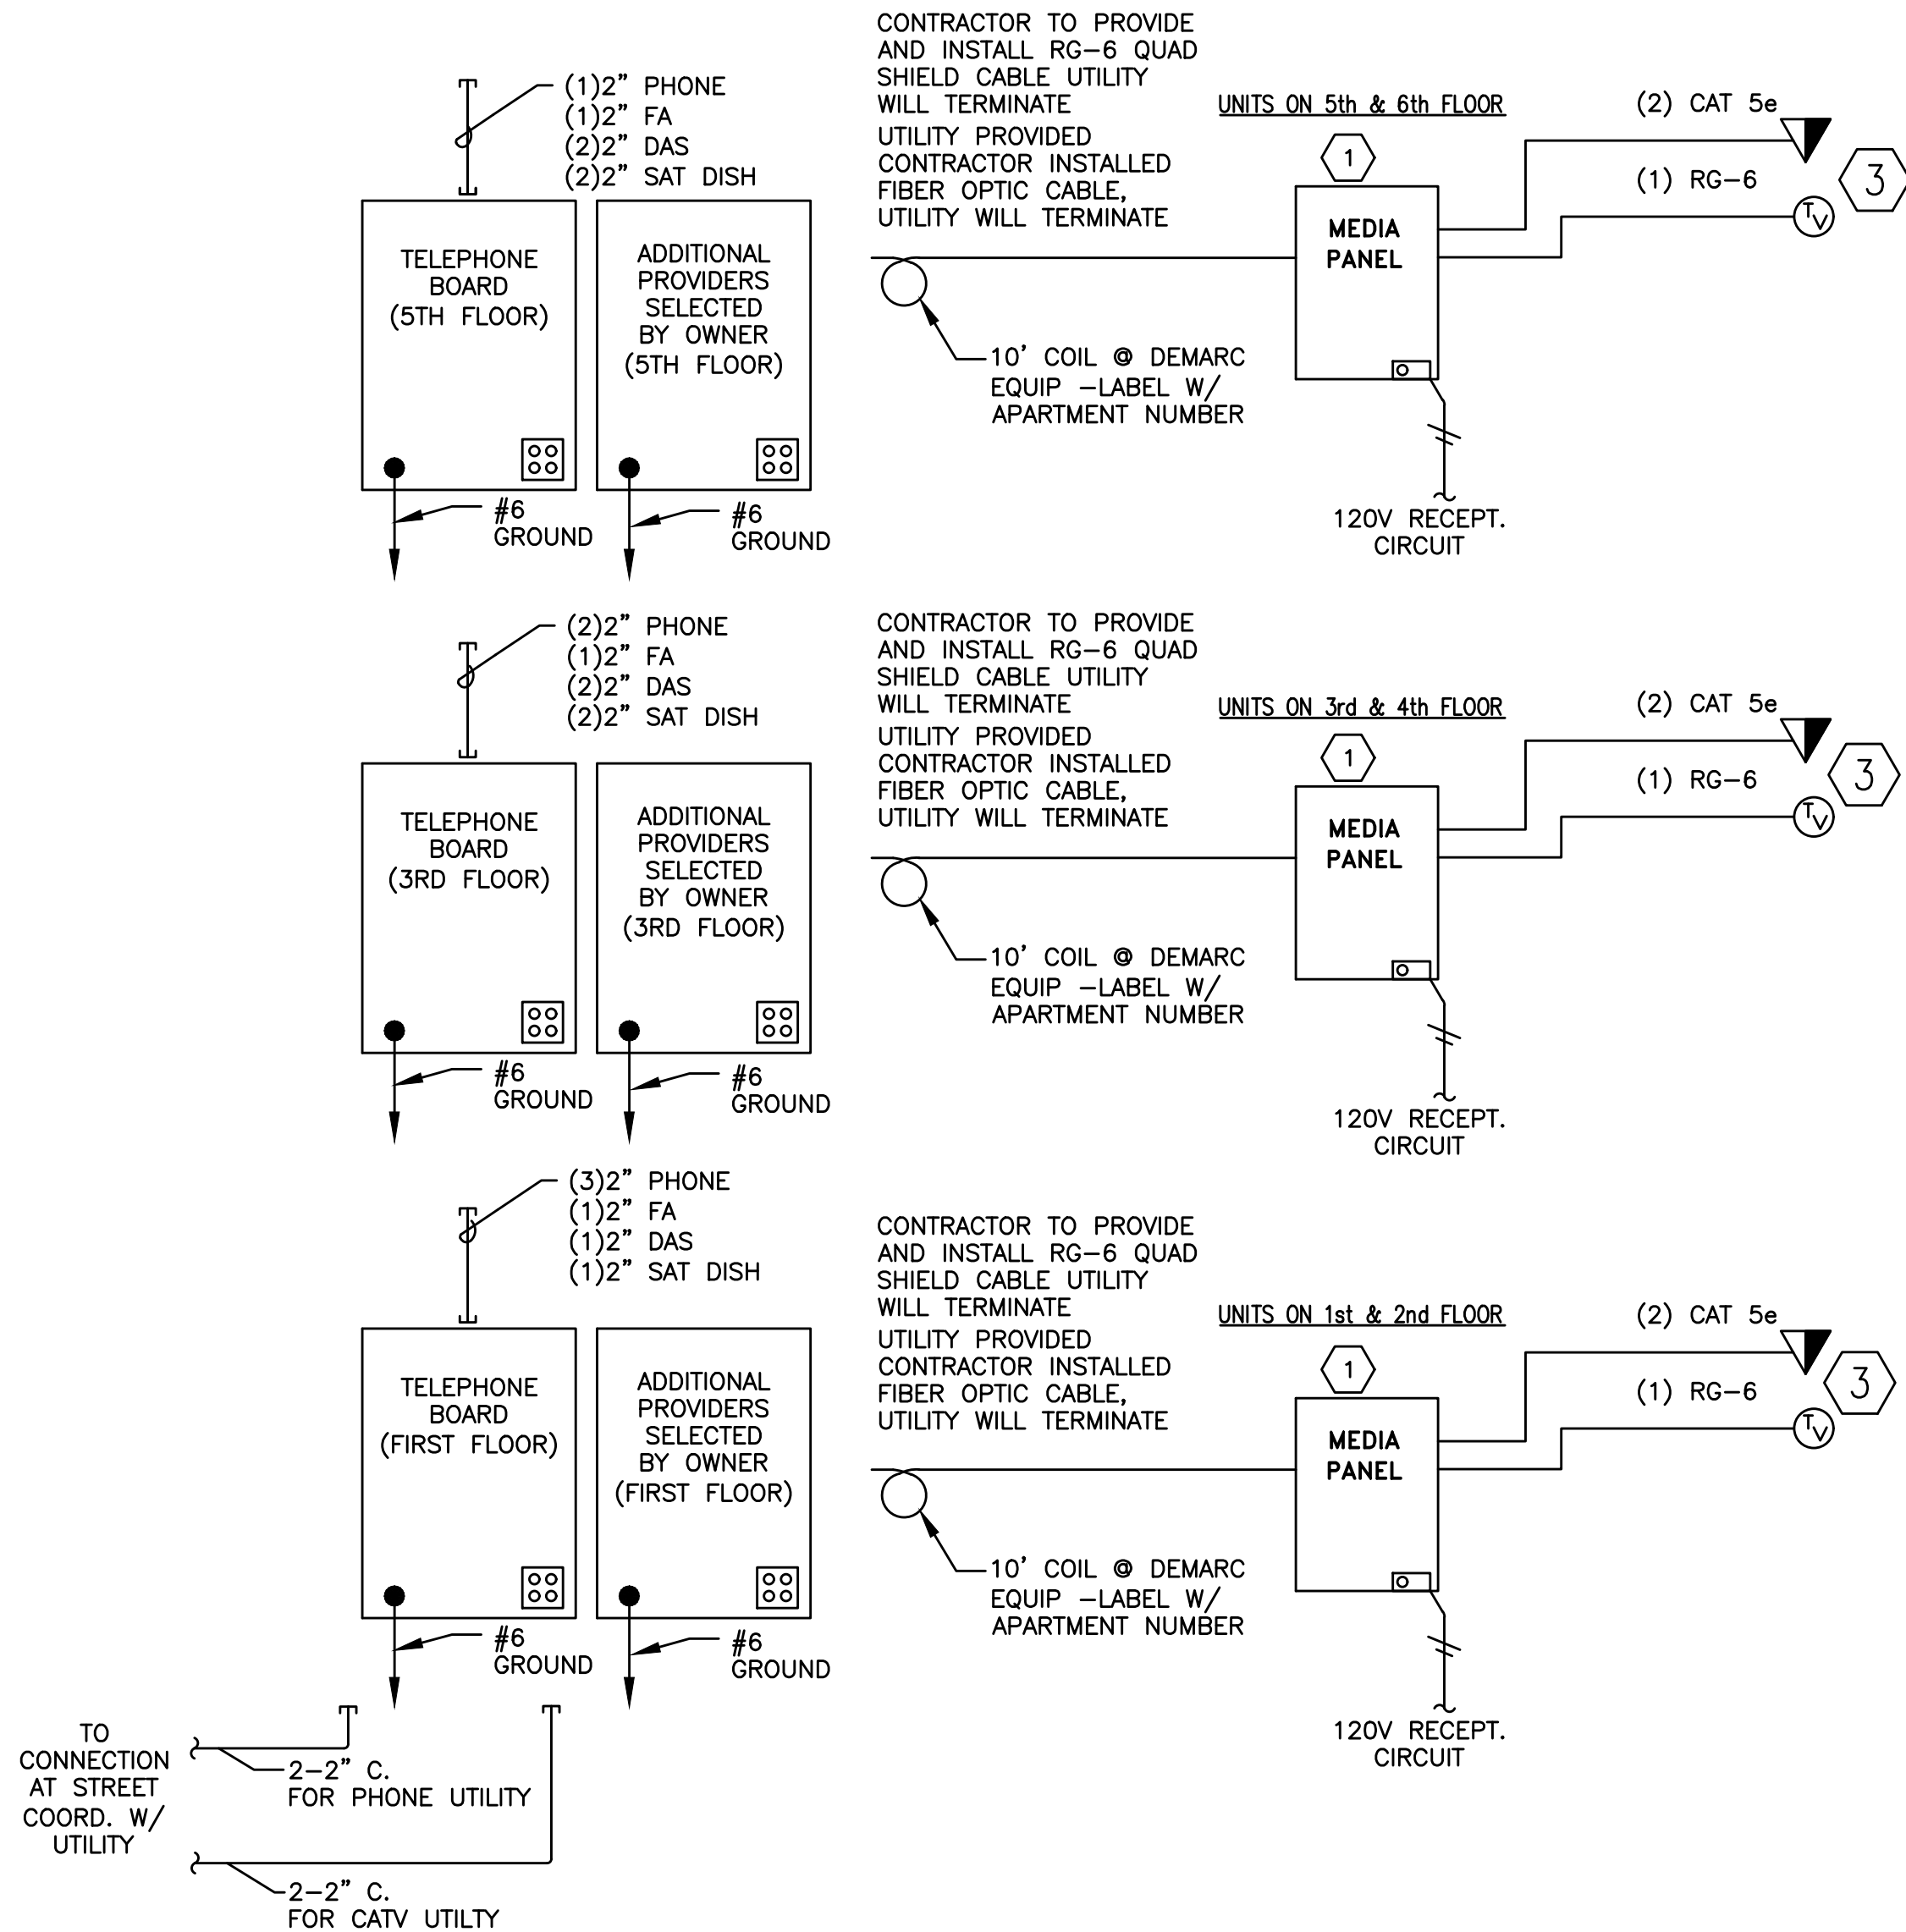 (1)2" PHONE
(1)2" FA
(2)2" DAS
(2)2" SAT DISH
TELEPHONE
BOARD
(5TH FLOOR)
ADDITIONAL
PROVIDERS
SELECTED
BY OWNER
(5TH FLOOR)
#6
GROUND
#6
GROUND
CONTRACTOR TO PROVIDE
AND INSTALL RG-6 QUAD
SHIELD CABLE UTILITY
WILL TERMINATE
UTILITY PROVIDED
CONTRACTOR INSTALLED
FIBER OPTIC CABLE,
UTILITY WILL TERMINATE
10' COIL @ DEMARC
EQUIP -LABEL W/
APARTMENT NUMBER
UNITS ON 5th & 6th FLOOR
1
MEDIA
PANEL
120V RECEPT.
CIRCUIT
(2) CAT 5e
(1) RG-6
3
TV
(2)2" PHONE
(1)2" FA
(2)2" DAS
(2)2" SAT DISH
TELEPHONE
BOARD
(3RD FLOOR)
ADDITIONAL
PROVIDERS
SELECTED
BY OWNER
(3RD FLOOR)
#6
GROUND
#6
GROUND
CONTRACTOR TO PROVIDE
AND INSTALL RG-6 QUAD
SHIELD CABLE UTILITY
WILL TERMINATE
UTILITY PROVIDED
CONTRACTOR INSTALLED
FIBER OPTIC CABLE,
UTILITY WILL TERMINATE
10' COIL @ DEMARC
EQUIP -LABEL W/
APARTMENT NUMBER
UNITS ON 3rd & 4th FLOOR
1
MEDIA
PANEL
120V RECEPT.
CIRCUIT
(2) CAT 5e
(1) RG-6
3
TV
(3)2" PHONE
(1)2" FA
(1)2" DAS
(1)2" SAT DISH
TELEPHONE
BOARD
(FIRST FLOOR)
ADDITIONAL
PROVIDERS
SELECTED
BY OWNER
(FIRST FLOOR)
#6
GROUND
#6
GROUND
CONTRACTOR TO PROVIDE
AND INSTALL RG-6 QUAD
SHIELD CABLE UTILITY
WILL TERMINATE
UTILITY PROVIDED
CONTRACTOR INSTALLED
FIBER OPTIC CABLE,
UTILITY WILL TERMINATE
10' COIL @ DEMARC
EQUIP -LABEL W/
APARTMENT NUMBER
UNITS ON 1st & 2nd FLOOR
1
MEDIA
PANEL
120V RECEPT.
CIRCUIT
(2) CAT 5e
(1) RG-6
3
TV
TO
CONNECTION
AT STREET
COORD. W/
UTILITY
2-2" C.
FOR PHONE UTILITY
2-2" C.
FOR CATV UTILTY